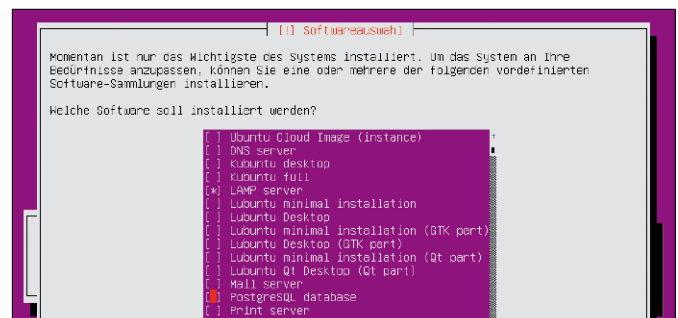 [!] Softwareauswahl
Momentan ist nur das Wichtigste des Systems installiert. Um das System an Ihre
Bedürfnisse anzupassen, können Sie eine oder mehrere der folgenden vordefinierten
Software-Sammlungen installieren.
Welche Software soll installiert werden?
[ ] Ubuntu Cloud Image (instance)
[ ] DNS server
[ ] Kubuntu desktop
[ ] Kubuntu full
[*] LAMP server
[ ] Lubuntu minimal installation
[ ] Lubuntu Desktop
[ ] Lubuntu minimal installation (GTK part)
[ ] Lubuntu Desktop (GTK part)
[ ] Lubuntu minimal installation (Qt part)
[ ] Lubuntu Qt Desktop (Qt part)
[ ] Mail server
[ ] PostgreSQL database
[ ] Print server